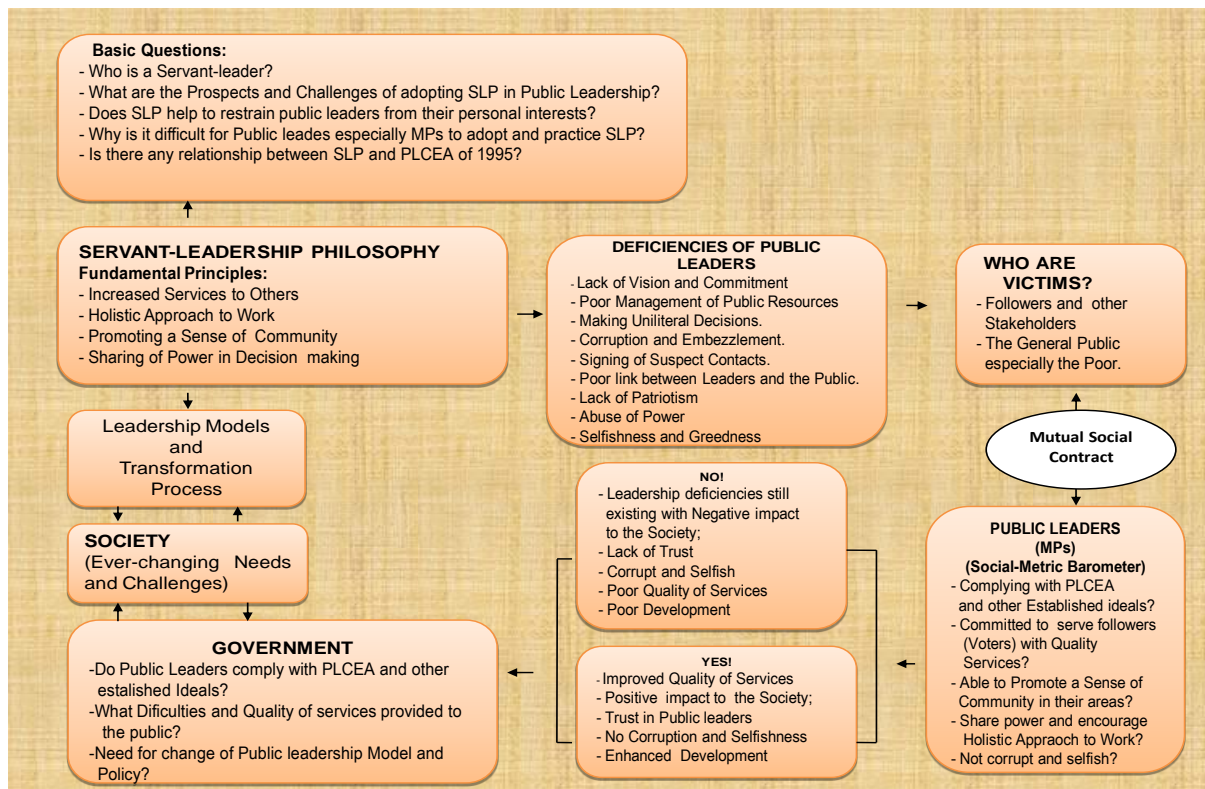 Basic Questions:
- Who is a Servant-leader?
- What are the Prospects and Challenges of adopting SLP in Public Leadership?
- Does SLP help to restrain public leaders from their personal interests?
- Why is it difficult for Public leades especially MPs to adopt and practice SLP?
- Is there any relationship between SLP and PLCEA of 1995?
SERVANT-LEADERSHIP PHILOSOPHY
Fundamental Principles:
- Increased Services to Others
- Holistic Approach to Work
- Promoting a Sense of Community
- Sharing of Power in Decision making
DEFICIENCIES OF PUBLIC
LEADERS
- Lack of Vision and Commitment
- Poor Management of Public Resources
- Making Uniliteral Decisions.
- Corruption and Embezzlement.
- Signing of Suspect Contacts.
- Poor link between Leaders and the Public.
- Lack of Patriotism
- Abuse of Power
- Selfishness and Greedness
WHO ARE
VICTIMS?
- Followers and other
Stakeholders
- The General Public
especially the Poor.
Mutual Social
Contract
PUBLIC LEADERS
(MPs)
(Social-Metric Barometer)
- Complying with PLCEA
and other Established ideals?
- Committed to serve followers
(Voters) with Quality
Services?
- Able to Promote a Sense of
Community in their areas?
- Share power and encourage
Holistic Appraoch to Work?
- Not corrupt and selfish?
NO!
- Leadership deficiencies still
existing with Negative impact
to the Society;
- Lack of Trust
- Corrupt and Selfish
- Poor Quality of Services
- Poor Development
YES!
- Improved Quality of Services
- Positive impact to the Society;
- Trust in Public leaders
- No Corruption and Selfishness
- Enhanced Development
Leadership Models
and
Transformation
Process
SOCIETY
(Ever-changing Needs
and Challenges)
GOVERNMENT
-Do Public Leaders comply with PLCEA and other
estalished Ideals?
-What Dificulties and Quality of services provided to
the public?
-Need for change of Public leadership Model and
Policy?